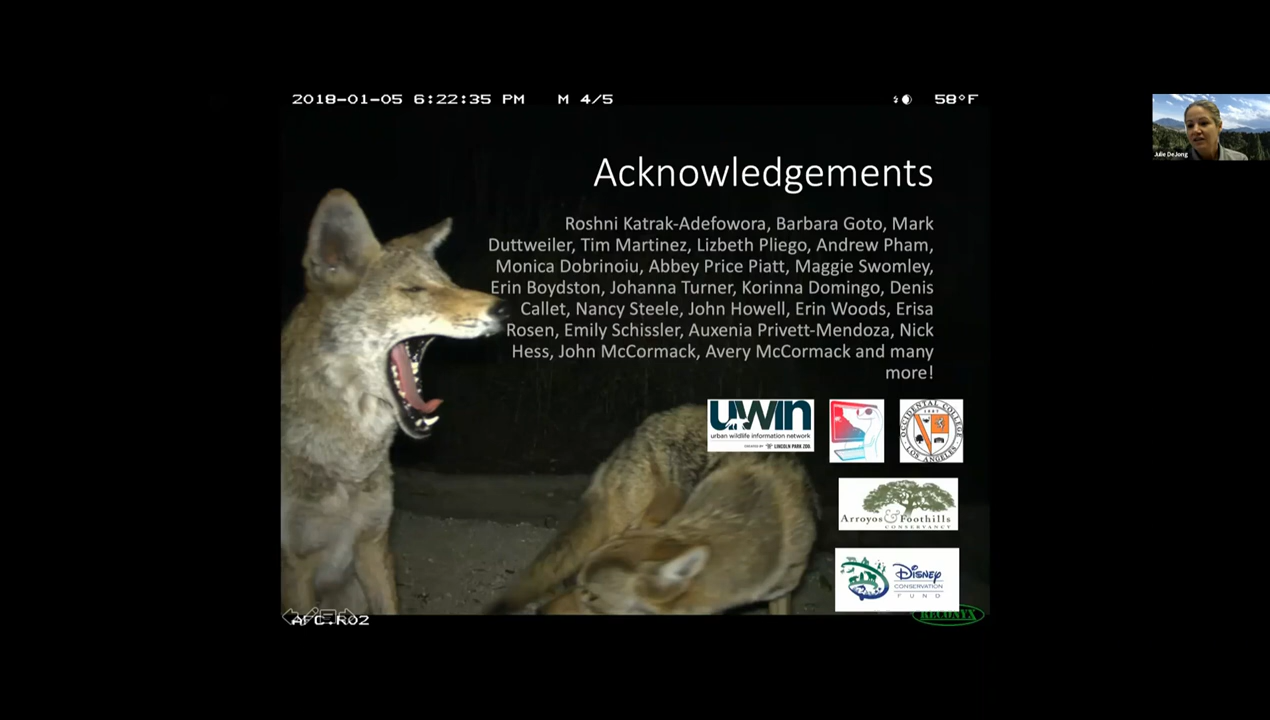 2018-01-05 6:22:35 PM M 4/5 58°F
Julie DeJong
Acknowledgements
Roshni Katrak-Adefowora, Barbara Goto, Mark
Duttweiler, Tim Martinez, Lizbeth Pliego, Andrew Pham,
Monica Dobrinoiu, Abbey Price Piatt, Maggie Swomley,
Erin Boydston, Johanna Turner, Korinna Domingo, Denis
Callet, Nancy Steele, John Howell, Erin Woods, Erisa
Rosen, Emily Schissler, Auxenia Privett-Mendoza, Nick
Hess, John McCormack, Avery McCormack and many
more!
uwin
urban wildlife information network
CREATED BY LINCOLN PARK ZOO
OCCIDENTAL COLLEGE
1887
LOS ANGELES
Arroyos & Foothills
CONSERVANCY
Disney
CONSERVATION
FUND
AFC.R02
RECONYX